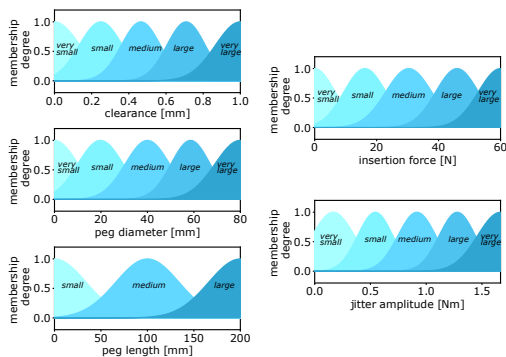 membership
degree
1.0
0.5
0.0
very
small
small
medium
large
very
large
0.0 0.2 0.4 0.6 0.8 1.0
clearance [mm]
membership
degree
1.0
0.5
0.0
very
small
small
medium
large
very
large
0 20 40 60 80
peg diameter [mm]
membership
degree
1.0
0.5
0.0
small
medium
large
0 50 100 150 200
peg length [mm]
membership
degree
1.0
0.5
0.0
very
small
small
medium
large
very
large
0 20 40 60
insertion force [N]
membership
degree
1.0
0.5
0.0
very
small
small
medium
large
very
large
0.0 0.5 1.0 1.5
jitter amplitude [Nm]